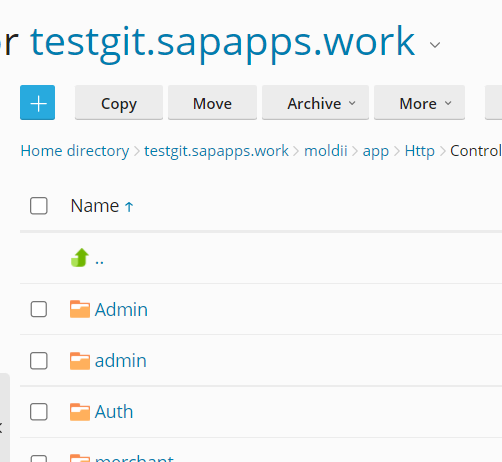 r testgit.sapapps.work
+ Copy Move Archive More
Home directory > testgit.sapapps.work > moldii > app > Http > Control
Name ↑
..
Admin
admin
Auth
merchant